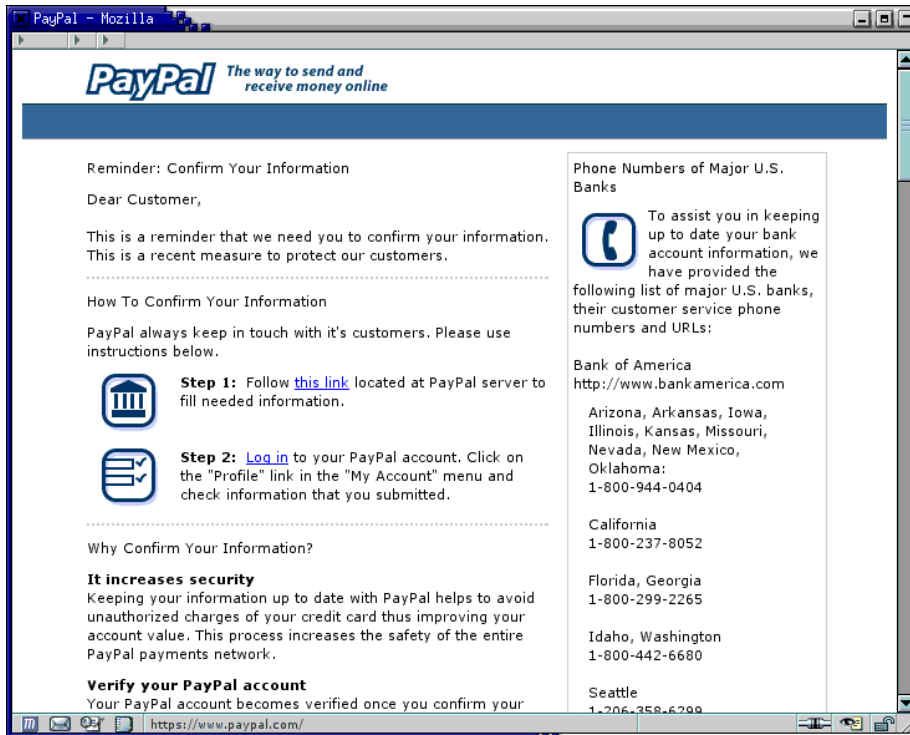 PayPal - Mozilla
PayPal
The way to send and
receive money online
Reminder: Confirm Your Information
Dear Customer,
This is a reminder that we need you to confirm your information.
This is a recent measure to protect our customers.
How To Confirm Your Information
PayPal always keep in touch with it's customers. Please use
instructions below.
Step 1: Follow this link located at PayPal server to
fill needed information.
Step 2: Log in to your PayPal account. Click on
the "Profile" link in the "My Account" menu and
check information that you submitted.
Why Confirm Your Information?
It increases security
Keeping your information up to date with PayPal helps to avoid
unauthorized charges of your credit card thus improving your
account value. This process increases the safety of the entire
PayPal payments network.
Verify your PayPal account
Your PayPal account becomes verified once you confirm your
Phone Numbers of Major U.S.
Banks
To assist you in keeping
up to date your bank
account information, we
have provided the
following list of major U.S. banks,
their customer service phone
numbers and URLs:
Bank of America
http://www.bankamerica.com
Arizona, Arkansas, Iowa,
Illinois, Kansas, Missouri,
Nevada, New Mexico,
Oklahoma:
1-800-944-0404
California
1-800-237-8052
Florida, Georgia
1-800-299-2265
Idaho, Washington
1-800-442-6680
Seattle
1-206-358-6299
m
https://www.paypal.com/